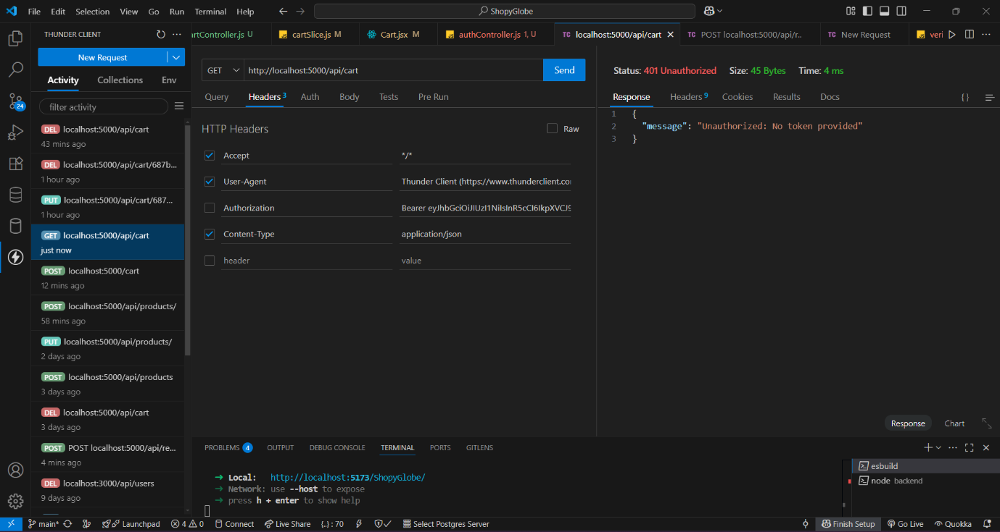 File Edit Selection View Go Run Terminal Help
ShopyGlobe
THUNDER CLIENT
New Request
Activity Collections Env
filter activity
DEL localhost:5000/api/cart
43 mins ago
DEL localhost:5000/api/cart/687b...
1 hour ago
PUT localhost:5000/api/cart/687...
1 hour ago
GET localhost:5000/api/cart
just now
POST localhost:5000/cart
12 mins ago
POST localhost:5000/api/products/
58 mins ago
PUT localhost:5000/api/products/
2 days ago
POST localhost:5000/api/products
3 days ago
DEL localhost:5000/api/cart
3 days ago
POST POST localhost:5000/api/re...
4 mins ago
DEL localhost:3000/api/users
9 days ago
24
artController.js U
JS cartSlice.js M
Cart.jsx M
JS authController.js 1, U
TC localhost:5000/api/cart
TC POST localhost:5000/api/r..
TC New Request
JS veri
GET http://localhost:5000/api/cart Send
Query Headers 3 Auth Body Tests Pre Run
HTTP Headers Raw
Accept */*
User-Agent Thunder Client (https://www.thunderclient.co
Authorization
Bearer
Content-Type application/json
header value
Status: 401 Unauthorized Size: 45 Bytes Time: 4 ms
Response Headers 9 Cookies Results Docs {}
1 {
2 "message": "Unauthorized: No token provided"
3 }
Response Chart
PROBLEMS 4 OUTPUT DEBUG CONSOLE TERMINAL PORTS GITLENS
➜ Local: http://localhost:5173/ShopyGlobe/
➜ Network: use --host to expose
➜ press h + enter to show help
esbuild
node backend
main* Launchpad 4 0 Connect Live Share {..} : 70 Select Postgres Server Finish Setup Go Live Quokka